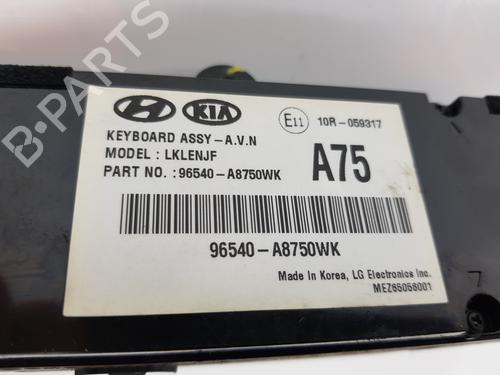 KIA
E11 10R-059317
KEYBOARD ASSY-A.V.N
MODEL : LKLENJF
PART NO. : 96540-A8750WK
A75
96540-A8750WK
Made in Korea, LG Electronics Inc.
MEZ65056001
B-PARTS